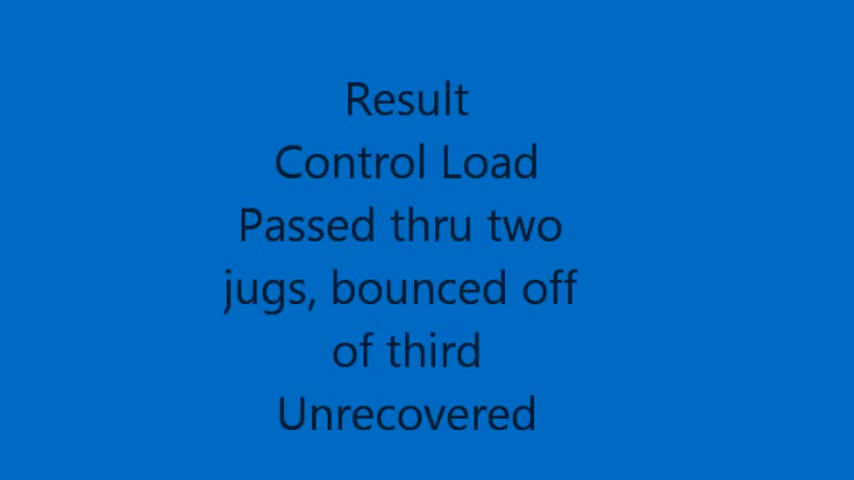 Result
Control Load
Passed thru two
jugs, bounced off
of third
Unrecovered